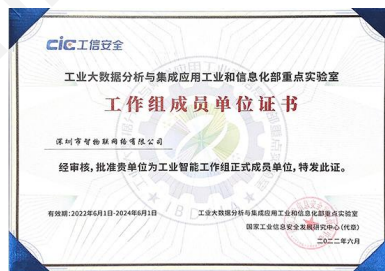 CIC工信安全
工业大数据分析与集成应用工业和信息化部重点实验室
工作组成员单位证书
深圳市智物联网络有限公司
经审核，批准贵单位为工业智能工作组正式成员单位，特发此证。
有效期：2022年6月1日-2024年6月1日
工业大数据分析与集成应用工业和信息化部重点实验室
国家工业信息安全发展研究中心(代章)
二〇二二年六月